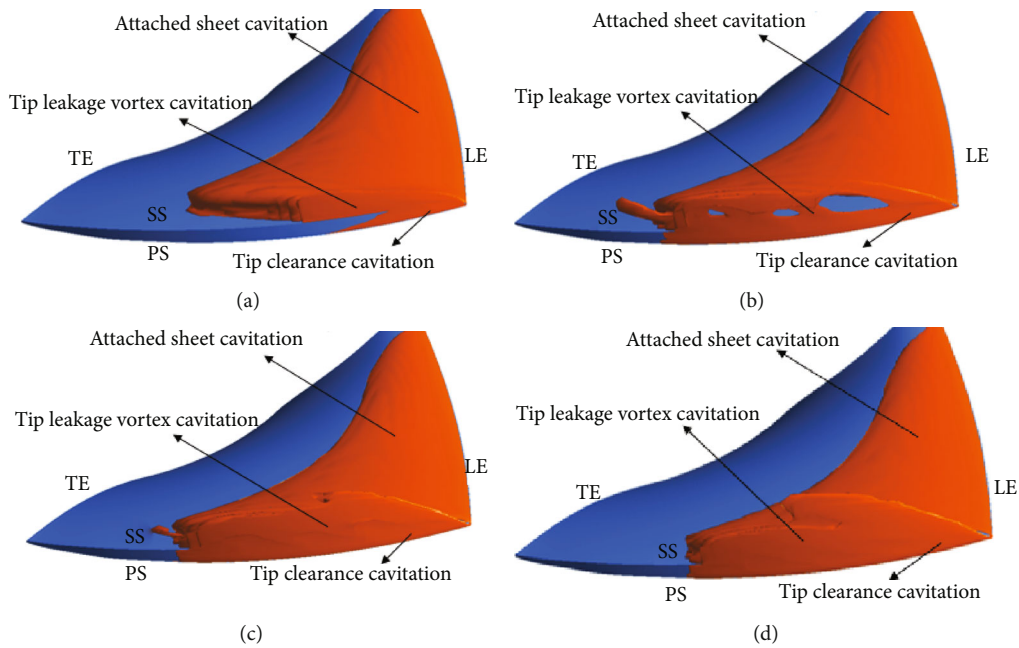 Attached sheet cavitation
Tip leakage vortex cavitation
TE
LE
SS
PS
Tip clearance cavitation
(a)
Attached sheet cavitation
Tip leakage vortex cavitation
TE
LE
SS
PS
Tip clearance cavitation
(b)
Attached sheet cavitation
Tip leakage vortex cavitation
LE
TE
SS
PS
Tip clearance cavitation
(c)
Attached sheet cavitation
Tip leakage vortex cavitation
TE
LE
SS
PS
Tip clearance cavitation
(d)